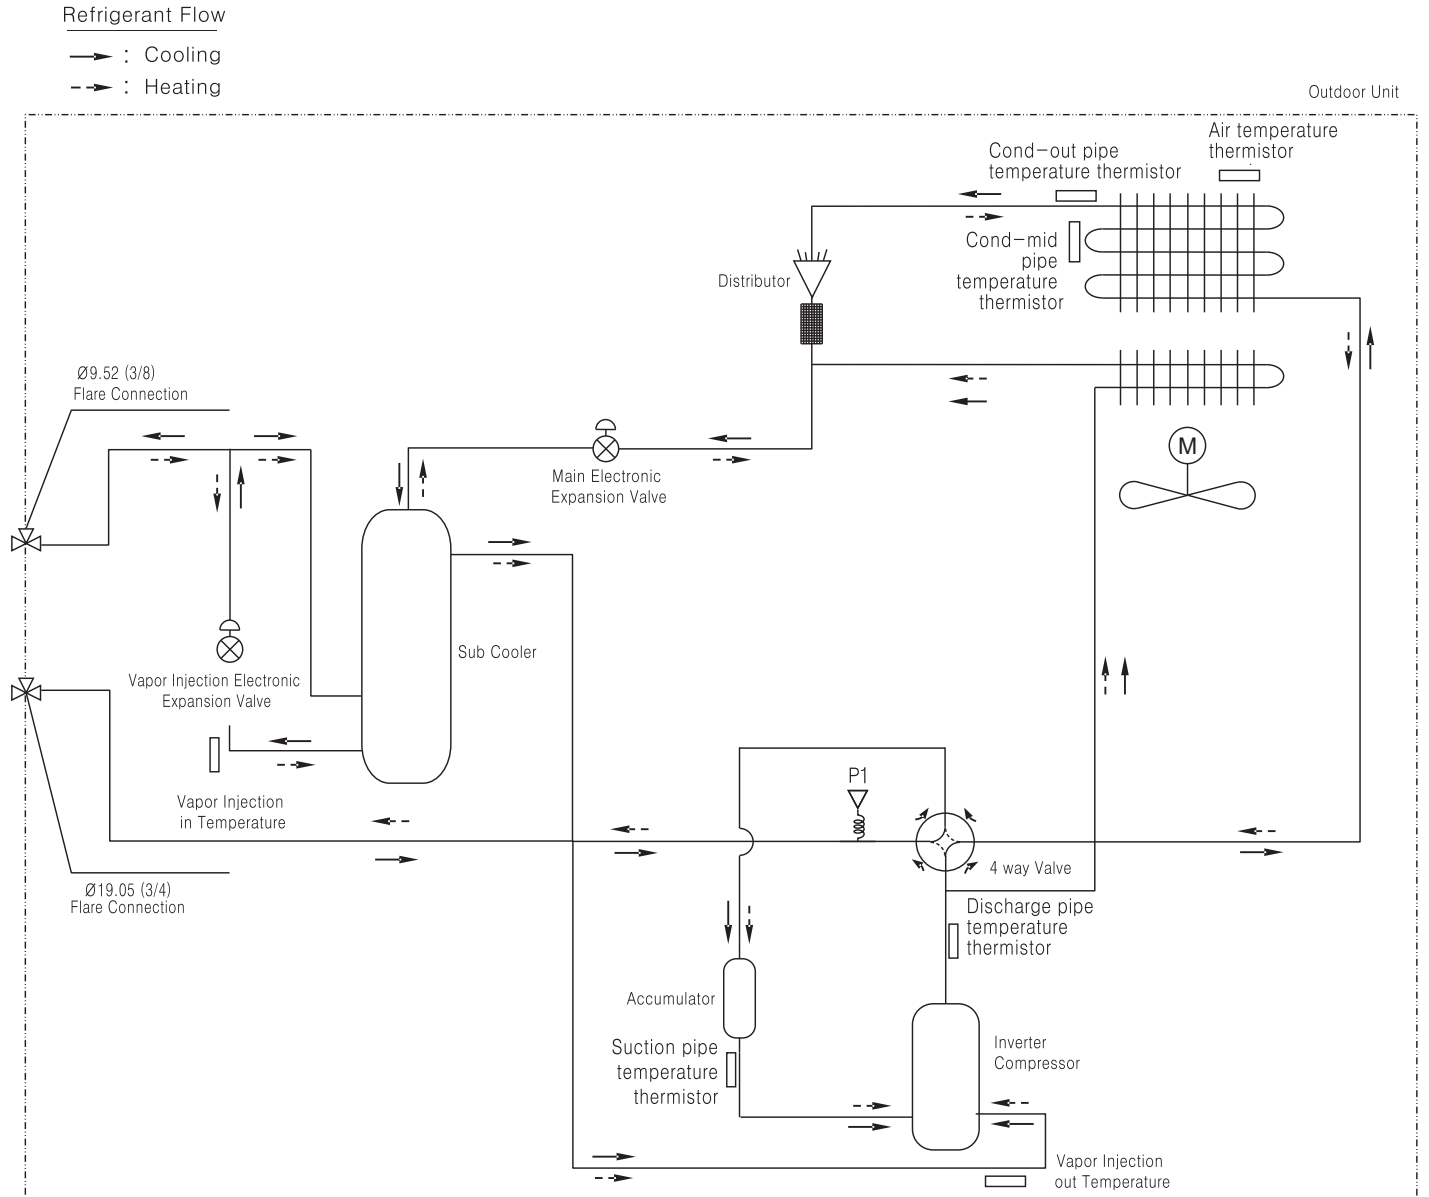 Refrigerant Flow
: Cooling
: Heating
Outdoor Unit
Air temperature
thermistor
Cond-out pipe
temperature thermistor
Cond-mid
pipe
temperature
thermistor
Distributor
Ø9.52 (3/8)
Flare Connection
M
Main Electronic
Expansion Valve
Sub Cooler
Vapor Injection Electronic
Expansion Valve
Vapor Injection
in Temperature
P1
4 way Valve
Ø19.05 (3/4)
Flare Connection
Discharge pipe
temperature
thermistor
Accumulator
Suction pipe
temperature
thermistor
Inverter
Compressor
Vapor Injection
out Temperature